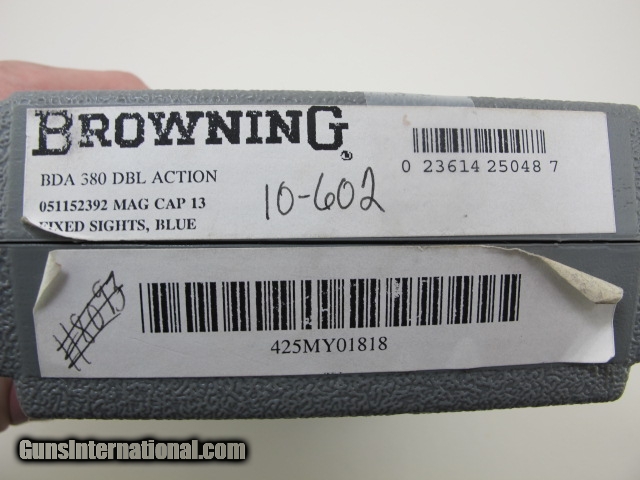 BROWNING
BDA 380 DBL ACTION
051152392 MAG CAP 13
FIXED SIGHTS, BLUE
10-602
0 23614 25048 7
425MY01818
GunsInternational.com